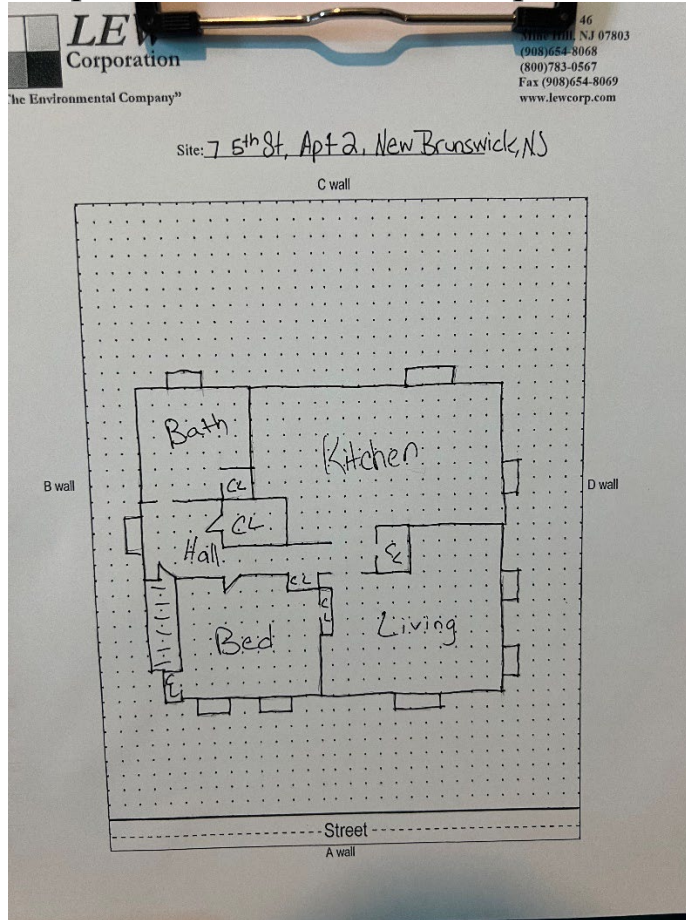 LEW
Corporation
46
Hill, NJ 07803
(908)654-8068
(800)783-0567
Fax (908)654-8069
www.lewcorp.com
he Environmental Company"
Site: 7 5th St, Apt 2, New Brunswick, NJ
C wall
Bath
Kitchen
B wall
D wall
CL
CL
Hall
CL
CL
CL
Living
Bed
CL
Street
A wall